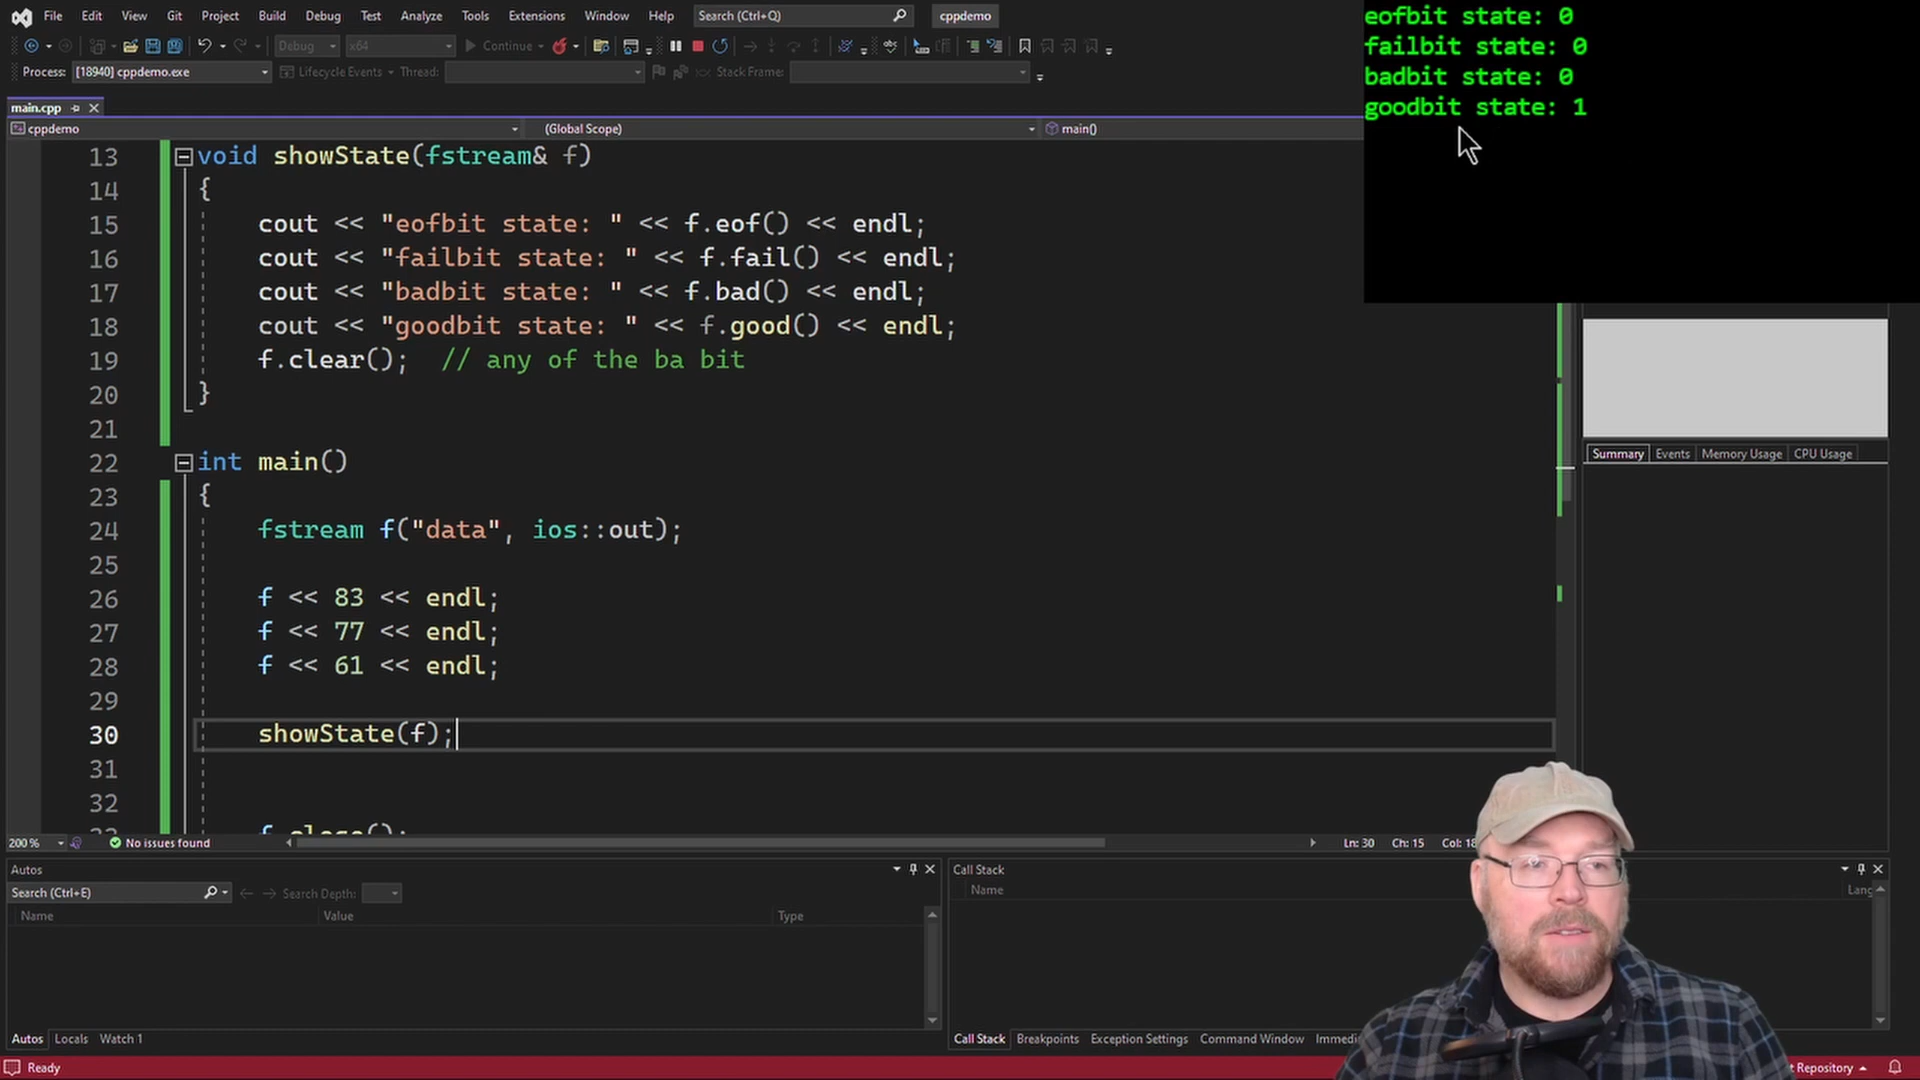 File Edit View Git Project Build Debug Test Analyze Tools Extensions Window Help Search (Ctrl+Q) cppdemo
Debug x64 Continue
Process: [18940] cppdemo.exe Lifecycle Events Thread: Stack Frame:
eofbit state: 0
failbit state: 0
badbit state: 0
goodbit state: 1
main.cpp
cppdemo (Global Scope) main()
13 void showState(fstream& f)
14 {
15 cout << "eofbit state: " << f.eof() << endl;
16 cout << "failbit state: " << f.fail() << endl;
17 cout << "badbit state: " << f.bad() << endl;
18 cout << "goodbit state: " << f.good() << endl;
19 f.clear(); // any of the ba bit
20 }
21
22 int main()
23 {
24 fstream f("data", ios::out);
25
26 f << 83 << endl;
27 f << 77 << endl;
28 f << 61 << endl;
29
30 showState(f);
31
32
f.close();
Summary Events Memory Usage CPU Usage
200 % No issues found Ln: 30 Ch: 15 Col: 18
Autos
Search (Ctrl+E) Search Depth:
Name Value Type
Autos Locals Watch 1
Call Stack
Name Lang
Call Stack Breakpoints Exception Settings Command Window Immedi
Ready
t Repository